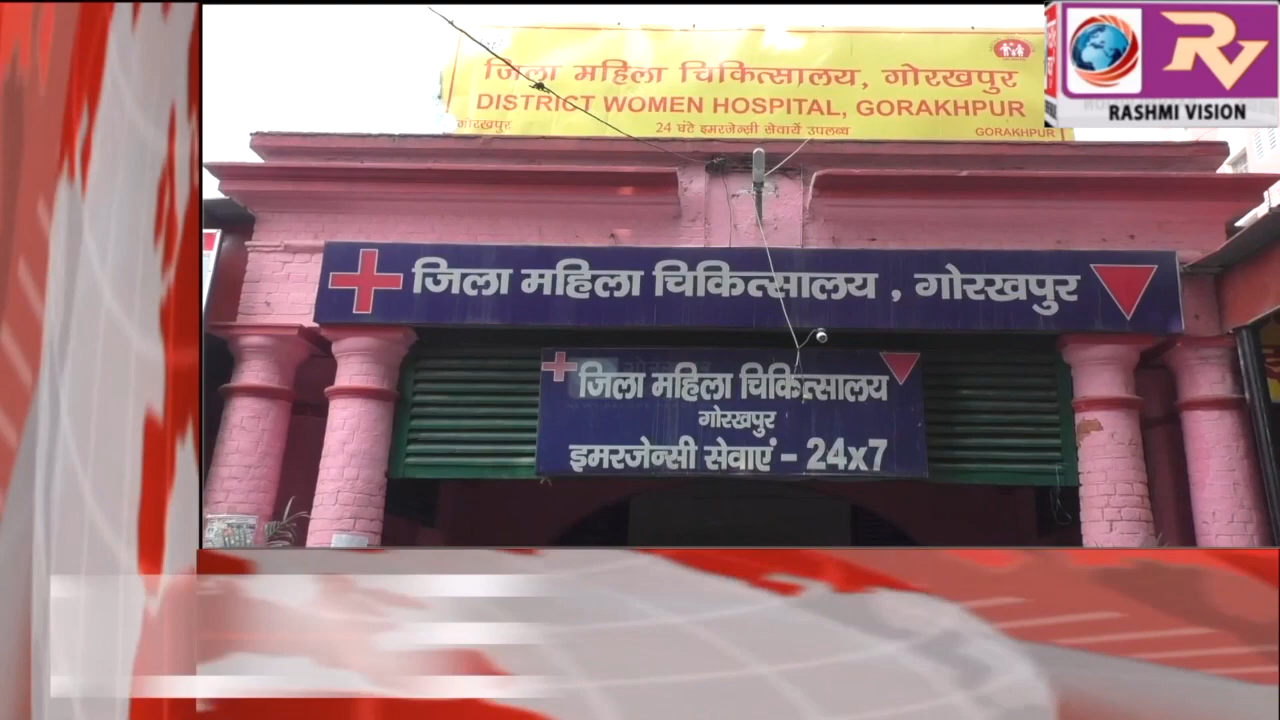 जिला महिला चिकित्सालय, गोरखपुर
DISTRICT WOMEN HOSPITAL, GORAKHPUR
गोरखपुर 24 घंटे इमरजेन्सी सेवायें उपलब्ध GORAKHPUR
RV
RASHMI VISION
जिला महिला चिकित्सालय , गोरखपुर
जिला महिला चिकित्सालय
गोरखपुर
इमरजेन्सी सेवाएं - 24x7